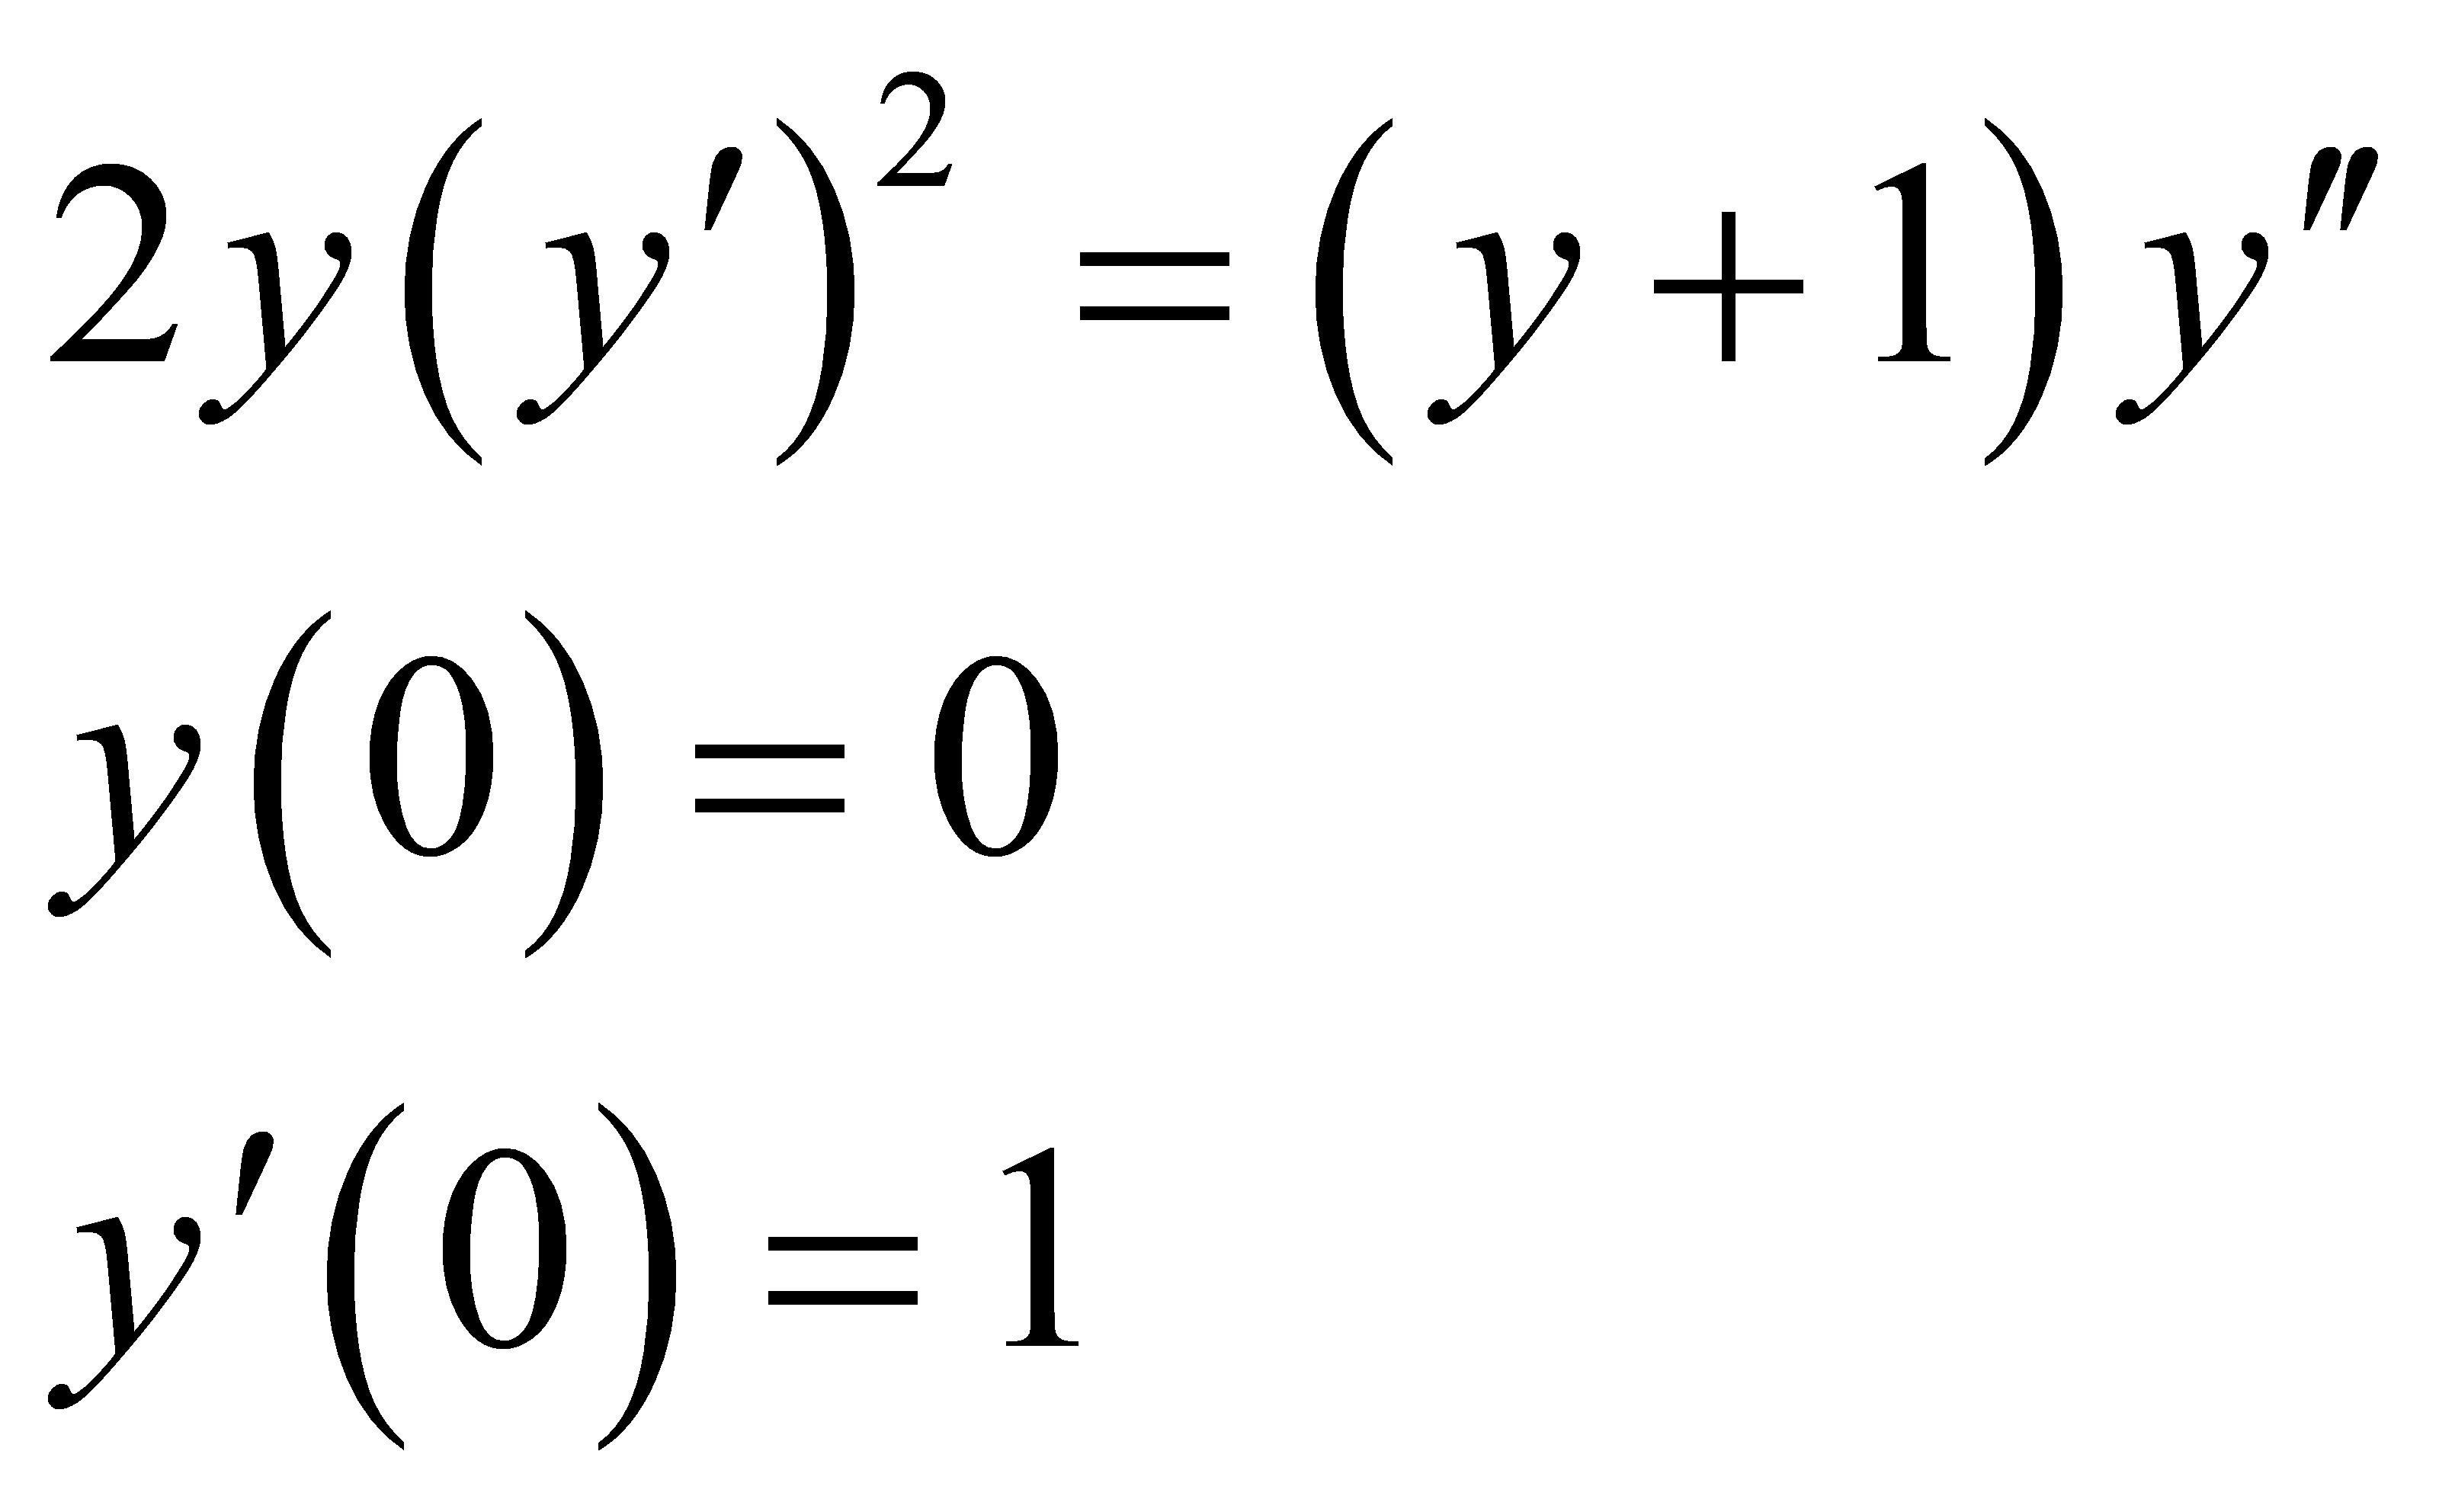 2y(y′)² = (y + 1)y″
y(0) = 0
y′(0) = 1